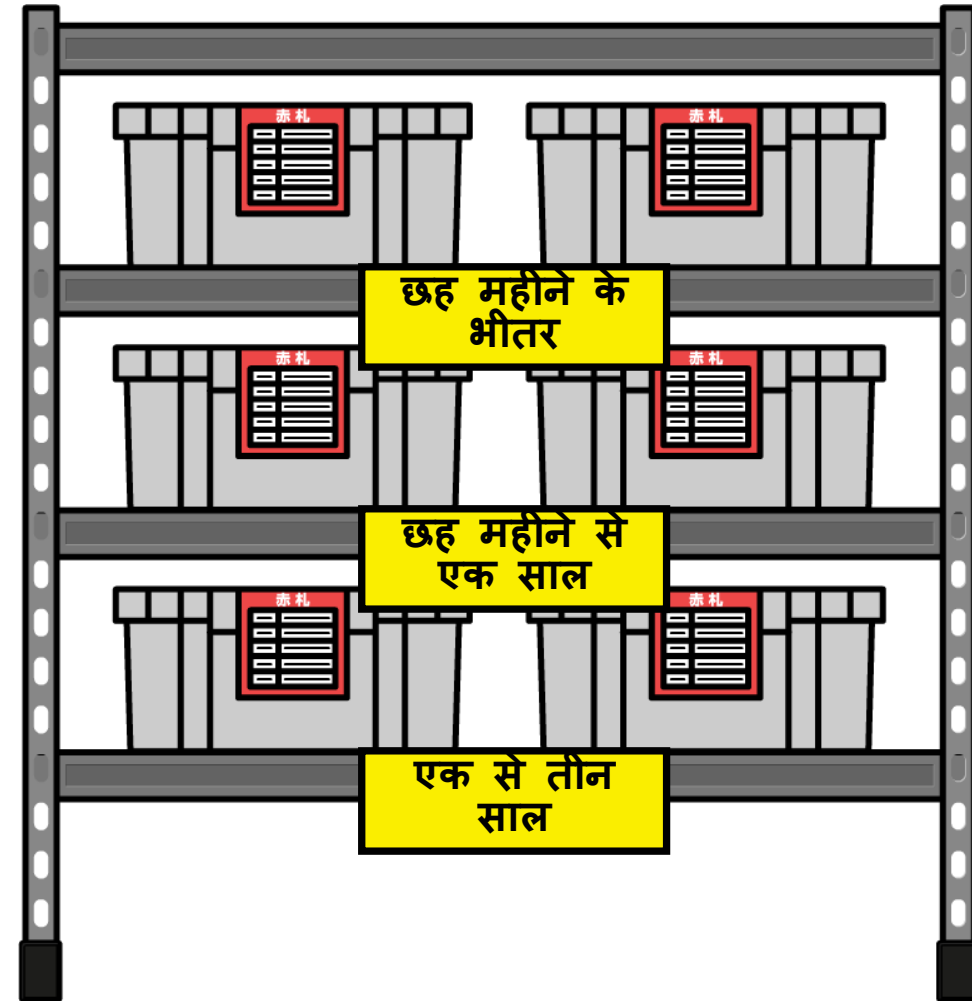 赤札
赤札
छह महीने के
भीतर
赤札
赤札
छह महीने से
एक साल
赤札
赤札
एक से तीन
साल